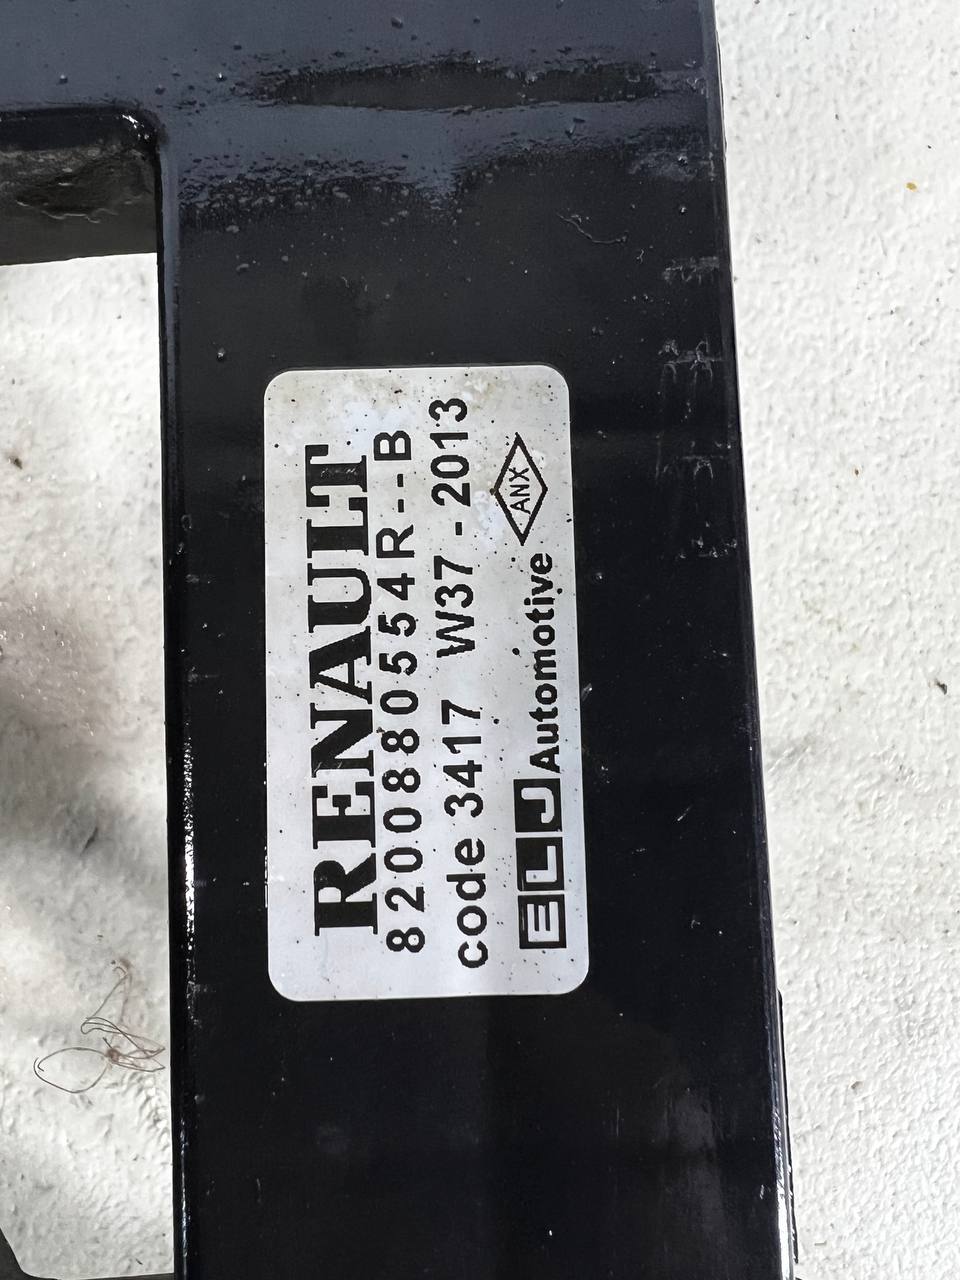 RENAULT
8200880554R--B
code 3417 W37-2013
ELJ Automotive ANX